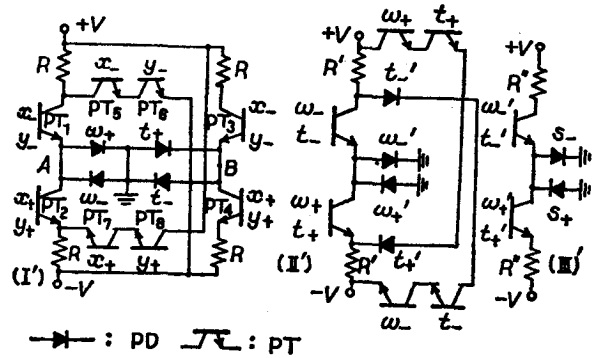 +V
R
x₋ y₋
PT₅ PT₆
R
x₋
PT₁
y₋
PT₃
x₋
y₋
ω₊ t₊
A
B
x₊
PT₂
y₊
ω₋ t₋
PT₇ PT₈
PT₄
x₊
y₊
R
x₊ y₊
R
(I′)
−V
ω₊ t₊
+V
R′
t₋′
ω₋
t₋
ω₋′
ω₊
t₊
ω₊′
(II′)
R′
t₊′
−V
ω₋ t₋
+V
R″
ω₋′
t₋′
s₋
ω₊′
t₊′
s₊
(III)′
R″
−V
: PD : PT